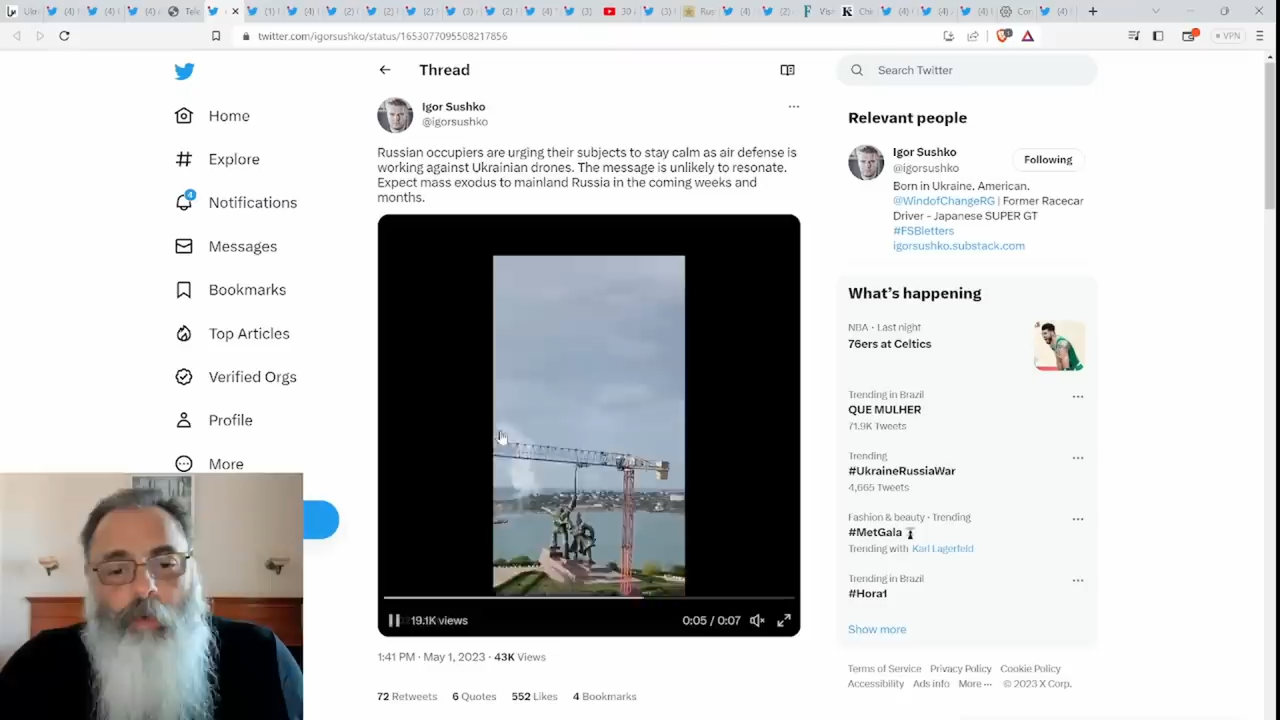 twitter.com/igorsushko/status/1653077095508217856
VPN
Home
Explore
4
Notifications
Messages
Bookmarks
Top Articles
Verified Orgs
Profile
More
Thread
Igor Sushko
@igorsushko
Russian occupiers are urging their subjects to stay calm as air defense is
working against Ukrainian drones. The message is unlikely to resonate.
Expect mass exodus to mainland Russia in the coming weeks and
months.
19.1K views
0:05 / 0:07
1:41 PM · May 1, 2023 · 43K Views
72 Retweets 6 Quotes 552 Likes 4 Bookmarks
Search Twitter
Relevant people
Igor Sushko
@igorsushko
Following
Born in Ukraine. American.
@WindofChangeRG | Former Racecar
Driver - Japanese SUPER GT
#FSBletters
igorsushko.substack.com
What's happening
NBA · Last night
76ers at Celtics
Trending in Brazil
QUE MULHER
71.9K Tweets
Trending
#UkraineRussiaWar
4,665 Tweets
Fashion & beauty · Trending
#MetGala
Trending with Karl Lagerfeld
Trending in Brazil
#Hora1
Show more
Terms of Service Privacy Policy Cookie Policy
Accessibility Ads info More ··· © 2023 X Corp.